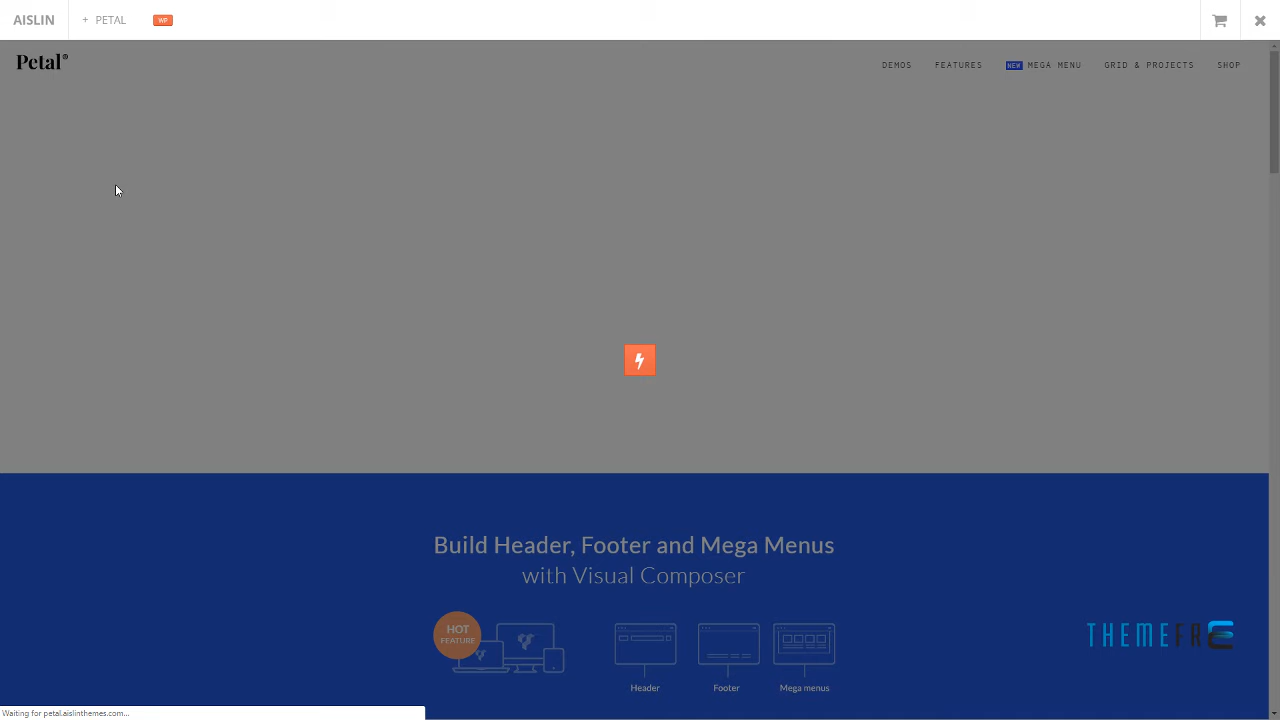 AISLIN
+ PETAL
WP
Petal®
DEMOS
FEATURES
NEW MEGA MENU
GRID & PROJECTS
SHOP
Build Header, Footer and Mega Menus
with Visual Composer
HOT
FEATURE
Header
Footer
Mega menus
THEMEFRE
Waiting for petal.aislinthemes.com...